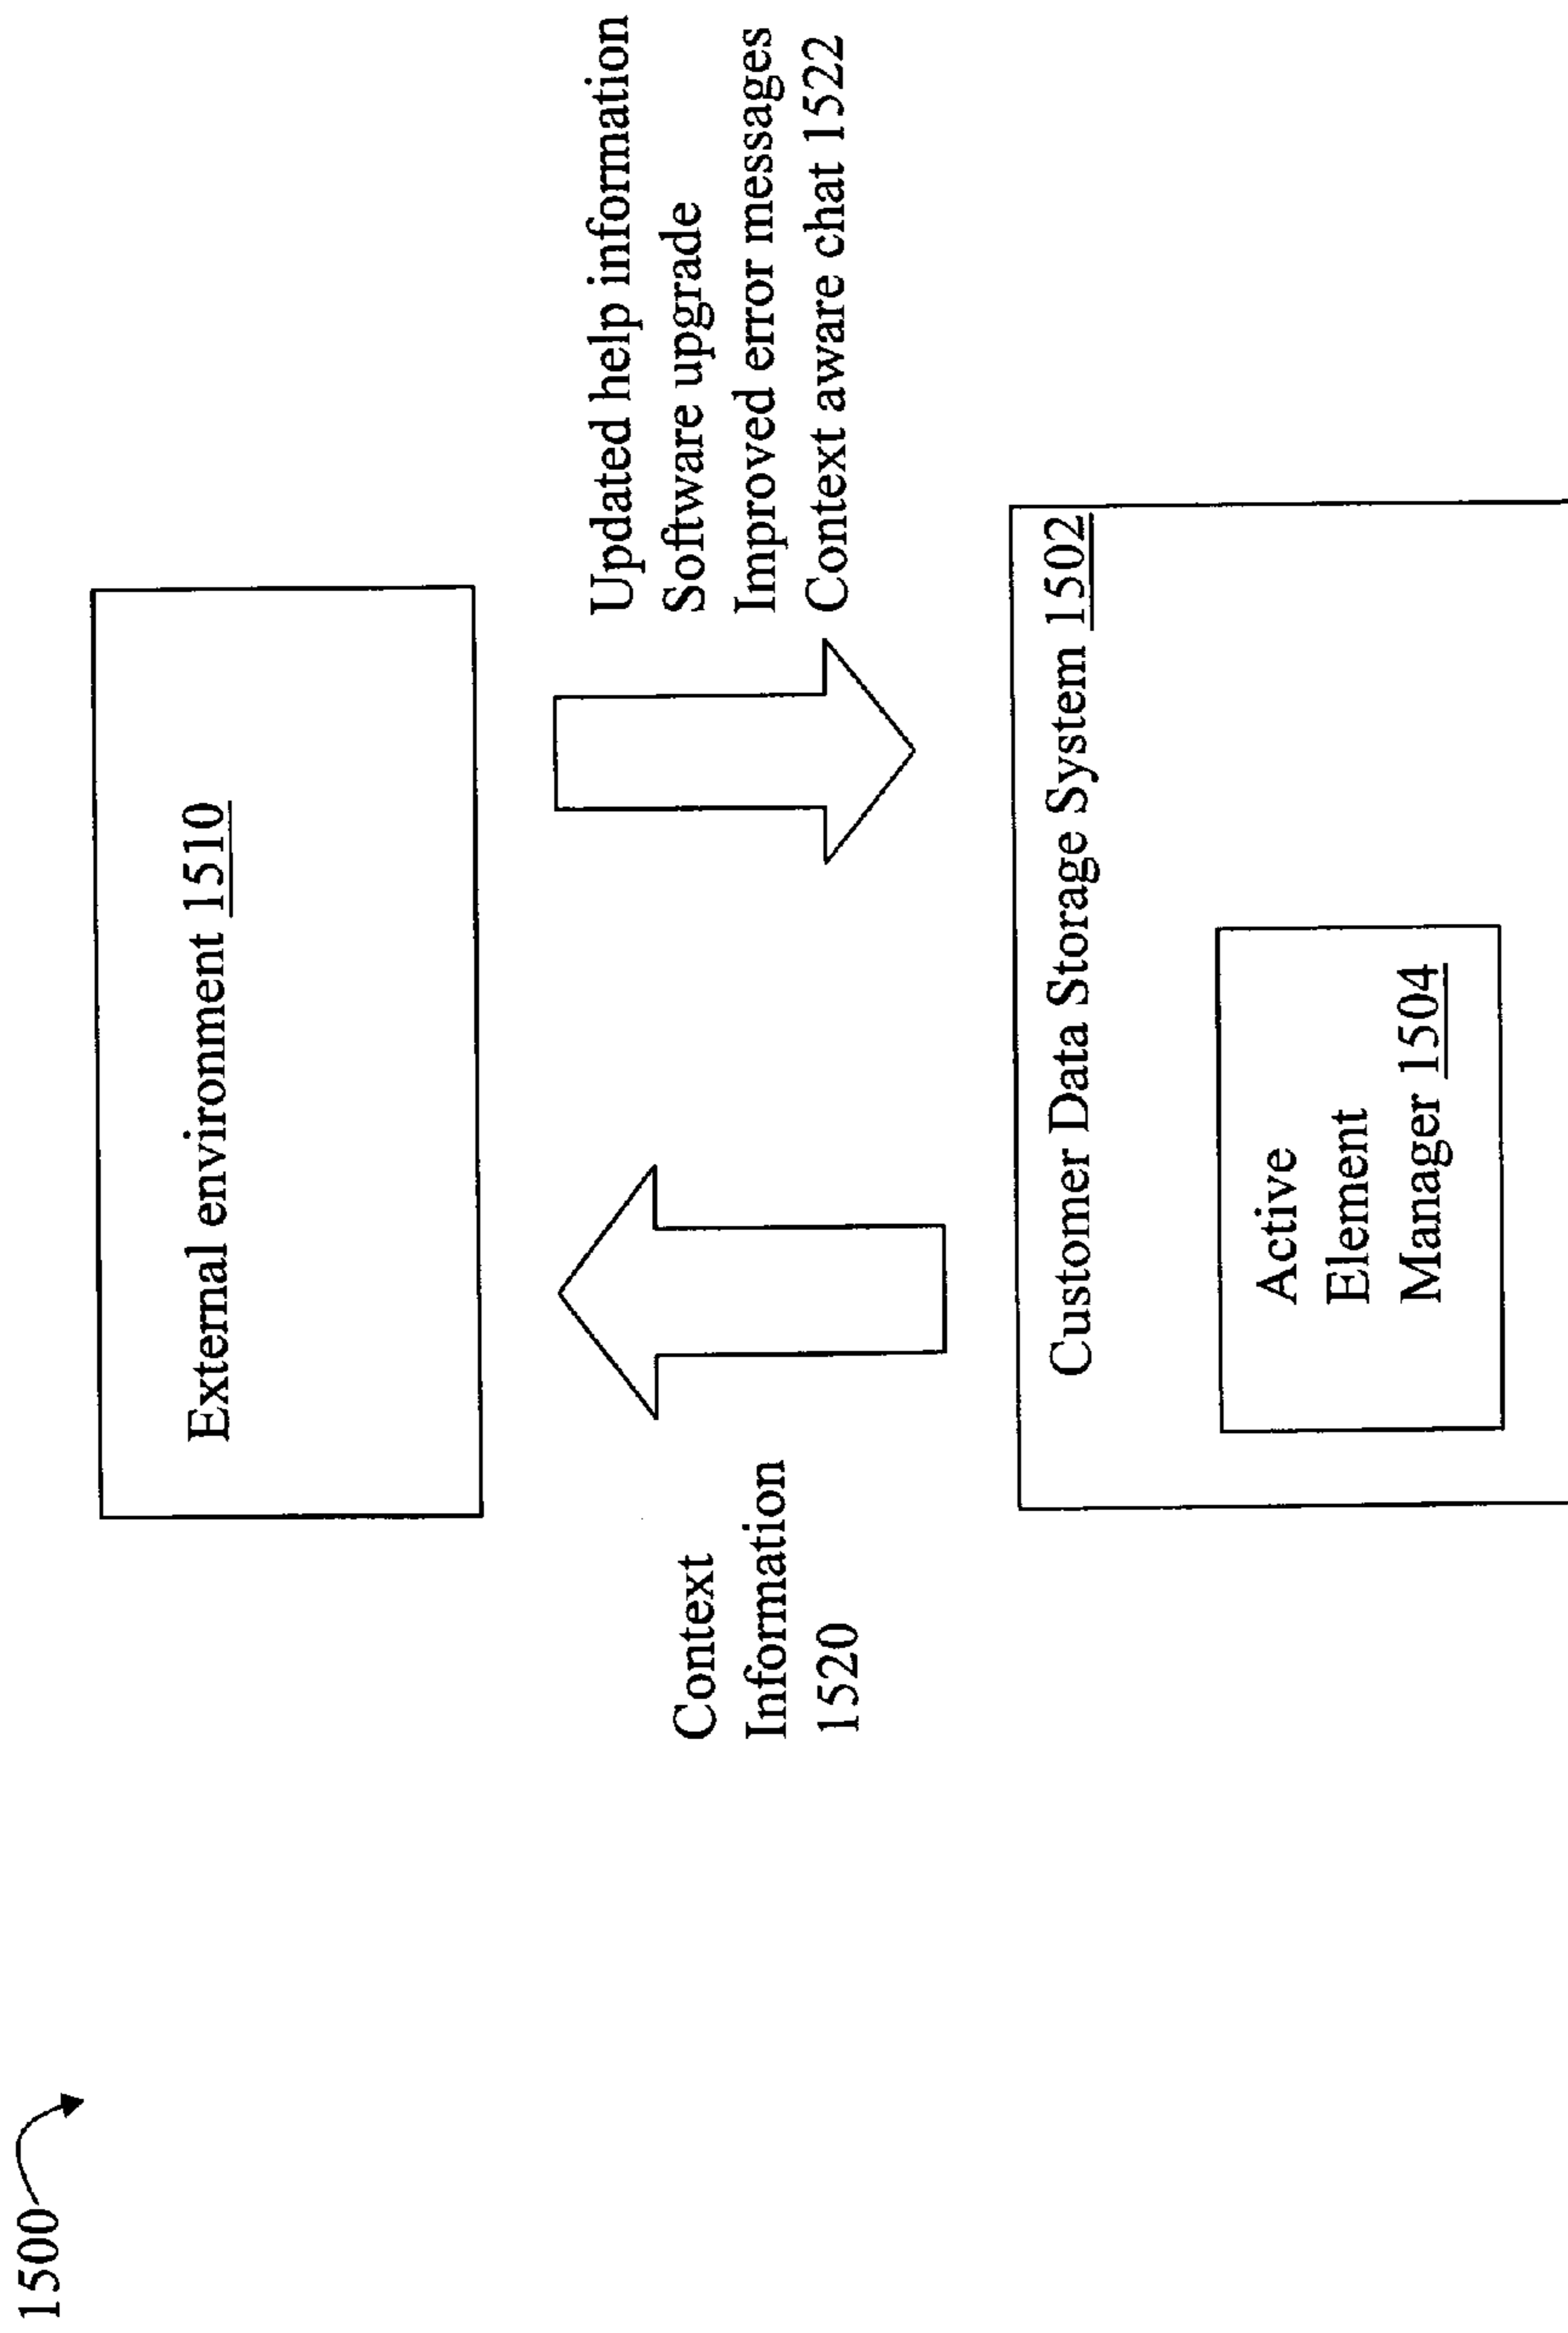 1500
External environment 1510
Updated help information
Software upgrade
Improved error messages
Context aware chat 1522
Context
Information
1520
Customer Data Storage System 1502
Active
Element
Manager 1504